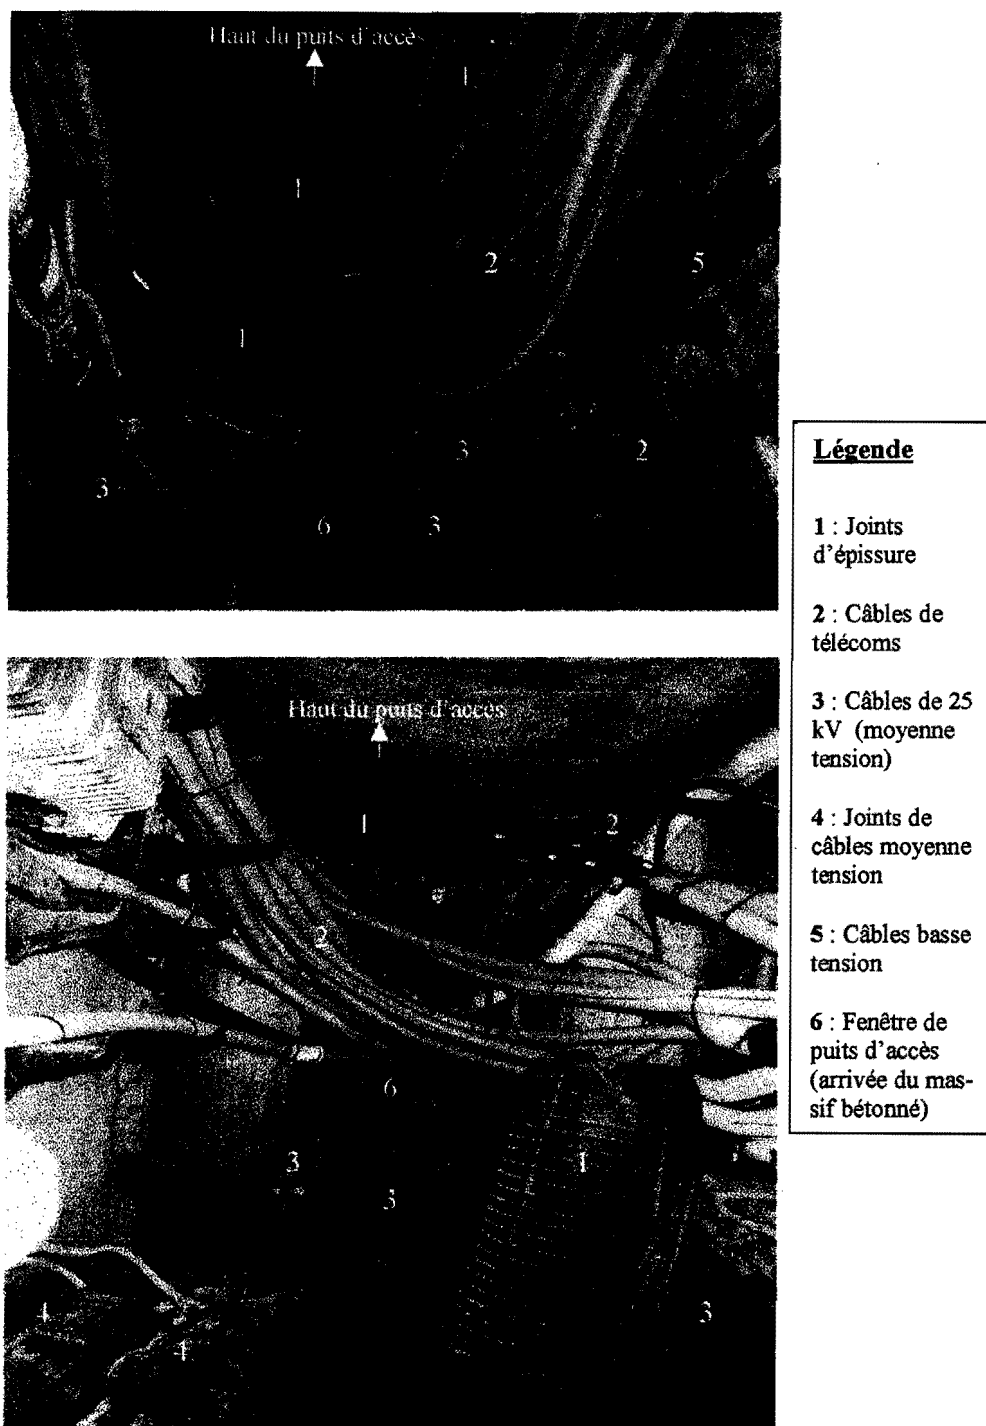 Haut du puits d'accès
1
1
2
5
1
3
2
3
6
3
Haut du puits d'accès
1
2
2
6
3
1
5
4
3
4
Légende
1 : Joints
d'épissure
2 : Câbles de
télécoms
3 : Câbles de 25
kV (moyenne
tension)
4 : Joints de
câbles moyenne
tension
5 : Câbles basse
tension
6 : Fenêtre de
puits d'accès
(arrivée du mas-
sif bétonné)